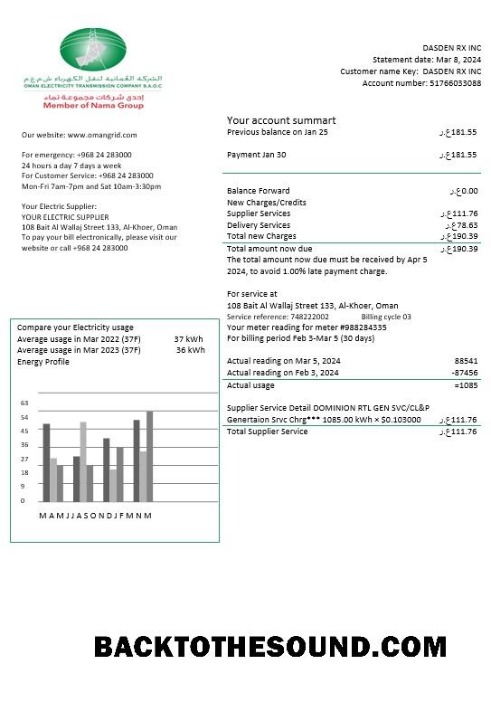 DASDEN RX INC
Statement date: Mar 8, 2024
Customer name Key: DASDEN RX INC
Account number: 51766033088
الشركة العُمانية لنقل الكهرباء ش.م.ع.م
OMAN ELECTRICITY TRANSMISSION COMPANY S.A.O.C
إحدى شركات مجموعة نماء
Member of Nama Group
Our website: www.omangrid.com
For emergency: +968 24 283000
24 hours a day 7 days a week
For Customer Service: +968 24 283000
Mon-Fri 7am-7pm and Sat 10am-3:30pm
Your Electric Supplier:
YOUR ELECTRIC SUPPLIER
108 Bait Al Wallaj Street 133, Al-Khoer, Oman
To pay your bill electronically, please visit our
website or call +968 24 283000
Your account summart
Previous balance on Jan 25 ر.ع181.55
Payment Jan 30 ر.ع181.55
Balance Forward ر.ع0.00
New Charges/Credits
Supplier Services ر.ع111.76
Delivery Services ر.ع78.63
Total new Charges ر.ع190.39
Total amount now due ر.ع190.39
The total amount now due must be received by Apr 5
2024, to avoid 1.00% late payment charge.
For service at
108 Bait Al Wallaj Street 133, Al-Khoer, Oman
Service reference: 748222002 Billing cycle 03
Your meter reading for meter #988284335
For billing period Feb 3-Mar 5 (30 days)
Actual reading on Mar 5, 2024 88541
Actual reading on Feb 3, 2024 -87456
Actual usage =1085
Supplier Service Detail DOMINION RTL GEN SVC/CL&P
Genertaion Srvc Chrg*** 1085.00 kWh × $0.103000 ر.ع111.76
Total Supplier Service ر.ع111.76
Compare your Electricity usage
Average usage in Mar 2022 (37F) 37 kWh
Average usage in Mar 2023 (37F) 36 kWh
Energy Profile
63
54
45
36
27
18
9
0
M A M J J A S O N D J F M N M
BACKTOTHESOUND.COM